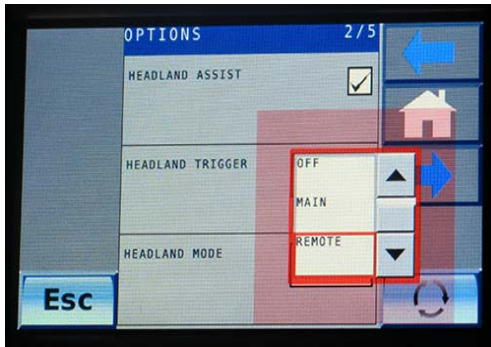 OPTIONS 2/5
HEADLAND ASSIST
HEADLAND TRIGGER
OFF
MAIN
REMOTE
HEADLAND MODE
Esc